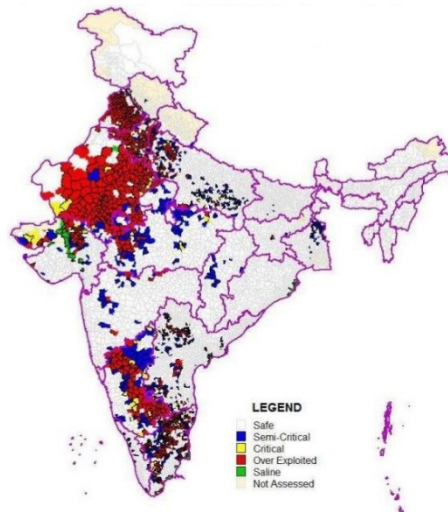 LEGEND
Safe
Semi-Critical
Critical
Over Exploited
Saline
Not Assessed